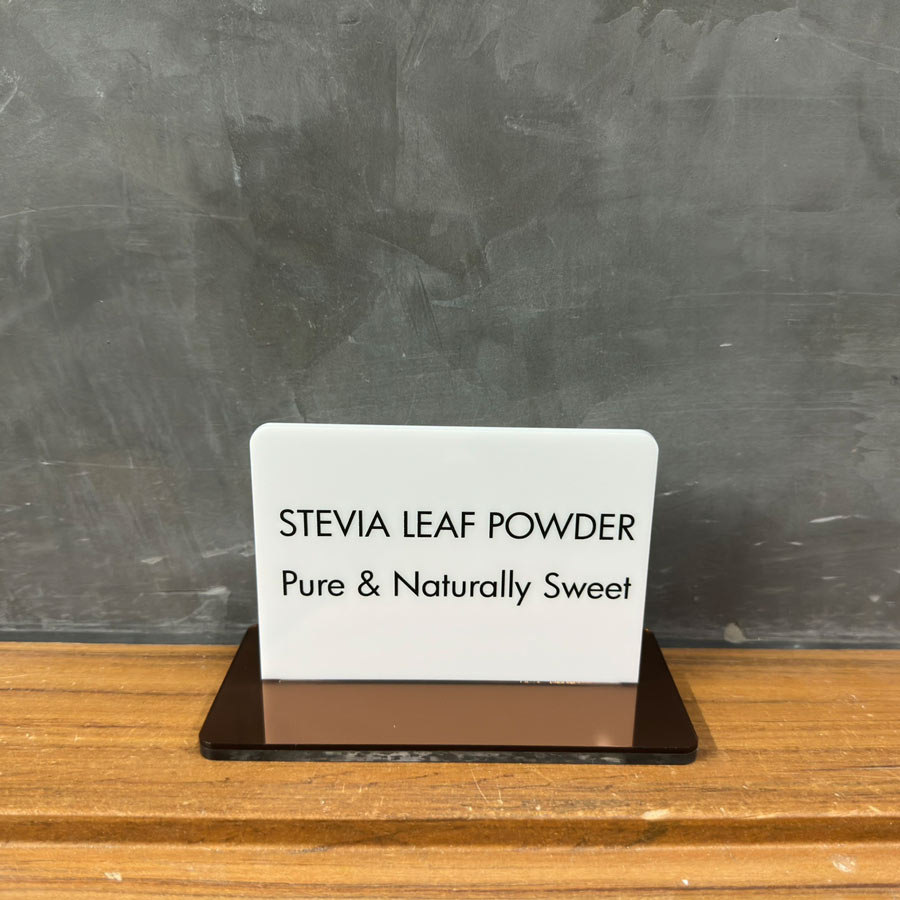 STEVIA LEAF POWDER
Pure & Naturally Sweet